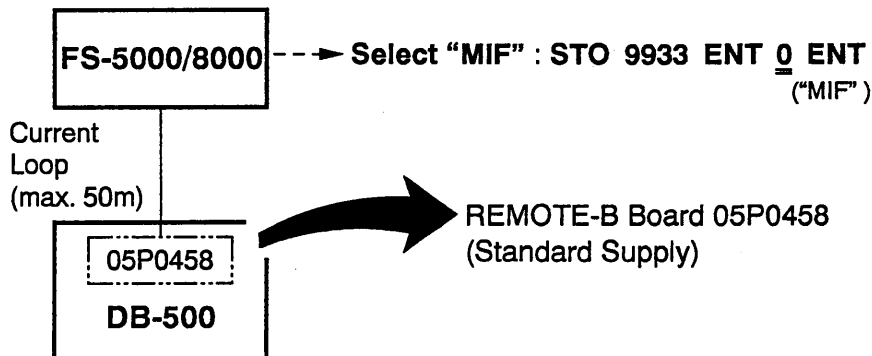 FS-5000/8000
Select “MIF” : STO 9933 ENT 0 ENT
(“MIF” )
Current
Loop
(max. 50m)
REMOTE-B Board 05P0458
(Standard Supply)
05P0458
DB-500